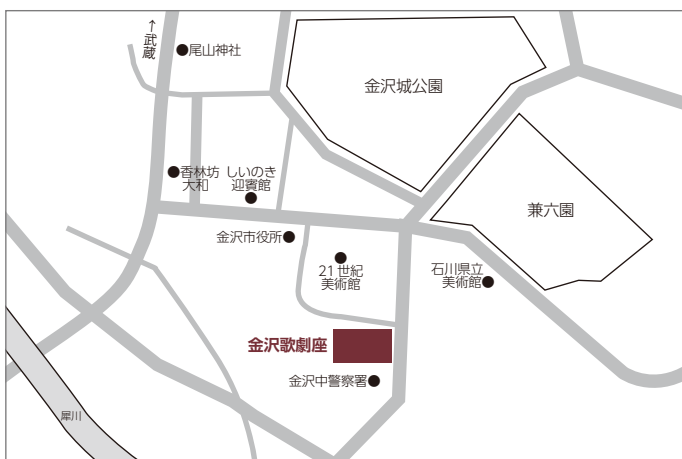 ↑武蔵
尾山神社
金沢城公園
香林坊
大和
しいのき
迎賓館
兼六園
金沢市役所
21世紀
美術館
石川県立
美術館
金沢歌劇座
金沢中警察署
犀川